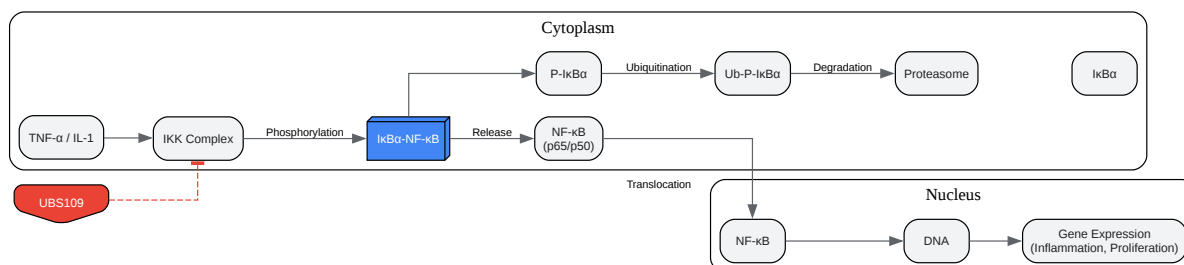 Cytoplasm
P-IκBα
Ubiquitination
Ub-P-IκBα
Degradation
Proteasome
IκBα
TNF-α / IL-1
IKK Complex
Phosphorylation
IκBα-NF-κB
Release
NF-κB
(p65/p50)
UBS109
Translocation
Nucleus
NF-κB
DNA
Gene Expression
(Inflammation, Proliferation)